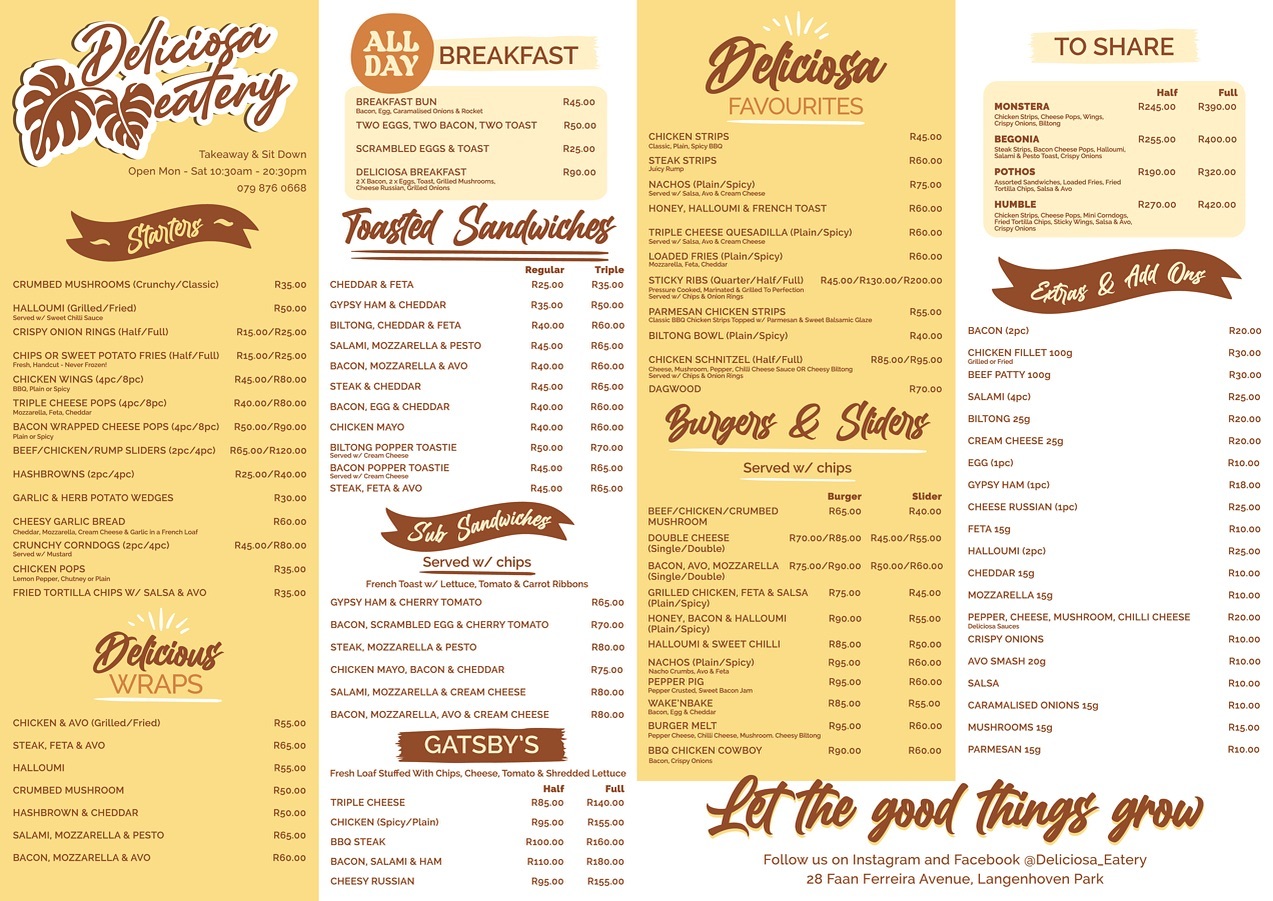 Deliciosa
eatery
Takeaway & Sit Down
Open Mon - Sat 10:30am - 20:30pm
079 876 0668
Starters
CRUMBED MUSHROOMS (Crunchy/Classic) R35.00
HALLOUMI (Grilled/Fried) R50.00
Served w/ Sweet Chilli Sauce
CRISPY ONION RINGS (Half/Full) R15.00/R25.00
CHIPS OR SWEET POTATO FRIES (Half/Full) R15.00/R25.00
Fresh, Handcut - Never Frozen!
CHICKEN WINGS (4pc/8pc) R45.00/R80.00
BBQ, Plain or Spicy
TRIPLE CHEESE POPS (4pc/8pc) R40.00/R80.00
Mozzarella, Feta, Cheddar
BACON WRAPPED CHEESE POPS (4pc/8pc) R50.00/R90.00
Plain or Spicy
BEEF/CHICKEN/RUMP SLIDERS (2pc/4pc) R65.00/R120.00
HASHBROWNS (2pc/4pc) R25.00/R40.00
GARLIC & HERB POTATO WEDGES R30.00
CHEESY GARLIC BREAD R60.00
Cheddar, Mozzarella, Cream Cheese & Garlic in a French Loaf
CRUNCHY CORNDOGS (2pc/4pc) R45.00/R80.00
Served w/ Mustard
CHICKEN POPS R35.00
Lemon Pepper, Chutney or Plain
FRIED TORTILLA CHIPS W/ SALSA & AVO R35.00
Delicious
WRAPS
CHICKEN & AVO (Grilled/Fried) R55.00
STEAK, FETA & AVO R65.00
HALLOUMI R55.00
CRUMBED MUSHROOM R50.00
HASHBROWN & CHEDDAR R50.00
SALAMI, MOZZARELLA & PESTO R65.00
BACON, MOZZARELLA & AVO R60.00
ALL
DAY
BREAKFAST
BREAKFAST BUN R45.00
Bacon, Egg, Caramalised Onions & Rocket
TWO EGGS, TWO BACON, TWO TOAST R50.00
SCRAMBLED EGGS & TOAST R25.00
DELICIOSA BREAKFAST R90.00
2 X Bacon, 2 x Eggs, Toast, Grilled Mushrooms,
Cheese Russian, Grilled Onions
Toasted Sandwiches
Regular Triple
CHEDDAR & FETA R25.00 R35.00
GYPSY HAM & CHEDDAR R35.00 R50.00
BILTONG, CHEDDAR & FETA R40.00 R60.00
SALAMI, MOZZARELLA & PESTO R45.00 R65.00
BACON, MOZZARELLA & AVO R40.00 R60.00
STEAK & CHEDDAR R45.00 R65.00
BACON, EGG & CHEDDAR R40.00 R60.00
CHICKEN MAYO R40.00 R60.00
BILTONG POPPER TOASTIE R50.00 R70.00
Served w/ Cream Cheese
BACON POPPER TOASTIE R45.00 R65.00
Served w/ Cream Cheese
STEAK, FETA & AVO R45.00 R65.00
Sub Sandwiches
Served w/ chips
French Toast w/ Lettuce, Tomato & Carrot Ribbons
GYPSY HAM & CHERRY TOMATO R65.00
BACON, SCRAMBLED EGG & CHERRY TOMATO R70.00
STEAK, MOZZARELLA & PESTO R80.00
CHICKEN MAYO, BACON & CHEDDAR R75.00
SALAMI, MOZZARELLA & CREAM CHEESE R80.00
BACON, MOZZARELLA, AVO & CREAM CHEESE R80.00
GATSBY'S
Fresh Loaf Stuffed With Chips, Cheese, Tomato & Shredded Lettuce
Half Full
TRIPLE CHEESE R85.00 R140.00
CHICKEN (Spicy/Plain) R95.00 R155.00
BBQ STEAK R100.00 R160.00
BACON, SALAMI & HAM R110.00 R180.00
CHEESY RUSSIAN R95.00 R155.00
Deliciosa
FAVOURITES
CHICKEN STRIPS R45.00
Classic, Plain, Spicy BBQ
STEAK STRIPS R60.00
Juicy Rump
NACHOS (Plain/Spicy) R75.00
Served w/ Salsa, Avo & Cream Cheese
HONEY, HALLOUMI & FRENCH TOAST R60.00
TRIPLE CHEESE QUESADILLA (Plain/Spicy) R60.00
Served w/ Salsa, Avo & Cream Cheese
LOADED FRIES (Plain/Spicy) R60.00
Mozzarella, Feta, Cheddar
STICKY RIBS (Quarter/Half/Full) R45.00/R130.00/R200.00
Pressure Cooked, Marinated & Grilled To Perfection
Served w/ Chips & Onion Rings
PARMESAN CHICKEN STRIPS R55.00
Classic BBQ Chicken Strips Topped w/ Parmesan & Sweet Balsamic Glaze
BILTONG BOWL (Plain/Spicy) R40.00
CHICKEN SCHNITZEL (Half/Full) R85.00/R95.00
Cheese, Mushroom, Pepper, Chilli Cheese Sauce OR Cheesy Biltong
Served w/ Chips & Onion Rings
DAGWOOD R70.00
Burgers & Sliders
Served w/ chips
Burger Slider
BEEF/CHICKEN/CRUMBED R65.00 R40.00
MUSHROOM
DOUBLE CHEESE R70.00/R85.00 R45.00/R55.00
(Single/Double)
BACON, AVO, MOZZARELLA R75.00/R90.00 R50.00/R60.00
(Single/Double)
GRILLED CHICKEN, FETA & SALSA R75.00 R45.00
(Plain/Spicy)
HONEY, BACON & HALLOUMI R90.00 R55.00
(Plain/Spicy)
HALLOUMI & SWEET CHILLI R85.00 R50.00
NACHOS (Plain/Spicy) R95.00 R60.00
Nacho Crumbs, Avo & Feta
PEPPER PIG R95.00 R60.00
Pepper Crusted, Sweet Bacon Jam
WAKE'NBAKE R85.00 R55.00
Bacon, Egg & Cheddar
BURGER MELT R95.00 R60.00
Pepper Cheese, Chilli Cheese, Mushroom, Cheesy Biltong
BBQ CHICKEN COWBOY R90.00 R60.00
Bacon, Crispy Onions
TO SHARE
Half Full
MONSTERA R245.00 R390.00
Chicken Strips, Cheese Pops, Wings,
Crispy Onions, Biltong
BEGONIA R255.00 R400.00
Steak Strips, Bacon Cheese Pops, Halloumi,
Salami & Pesto Toast, Crispy Onions
POTHOS R190.00 R320.00
Assorted Sandwiches, Loaded Fries, Fried
Tortilla Chips, Salsa & Avo
HUMBLE R270.00 R420.00
Chicken Strips, Cheese Pops, Mini Corndogs,
Fried Tortilla Chips, Sticky Wings, Salsa & Avo,
Crispy Onions
Extras & Add Ons
BACON (2pc) R20.00
CHICKEN FILLET 100g R30.00
Grilled or Fried
BEEF PATTY 100g R30.00
SALAMI (4pc) R25.00
BILTONG 25g R20.00
CREAM CHEESE 25g R20.00
EGG (1pc) R10.00
GYPSY HAM (1pc) R18.00
CHEESE RUSSIAN (1pc) R25.00
FETA 15g R10.00
HALLOUMI (2pc) R25.00
CHEDDAR 15g R10.00
MOZZARELLA 15g R10.00
PEPPER, CHEESE, MUSHROOM, CHILLI CHEESE R20.00
Deliciosa Sauces
CRISPY ONIONS R10.00
AVO SMASH 20g R10.00
SALSA R10.00
CARAMALISED ONIONS 15g R10.00
MUSHROOMS 15g R15.00
PARMESAN 15g R10.00
Let the good things grow
Follow us on Instagram and Facebook @Deliciosa_Eatery
28 Faan Ferreira Avenue, Langenhoven Park